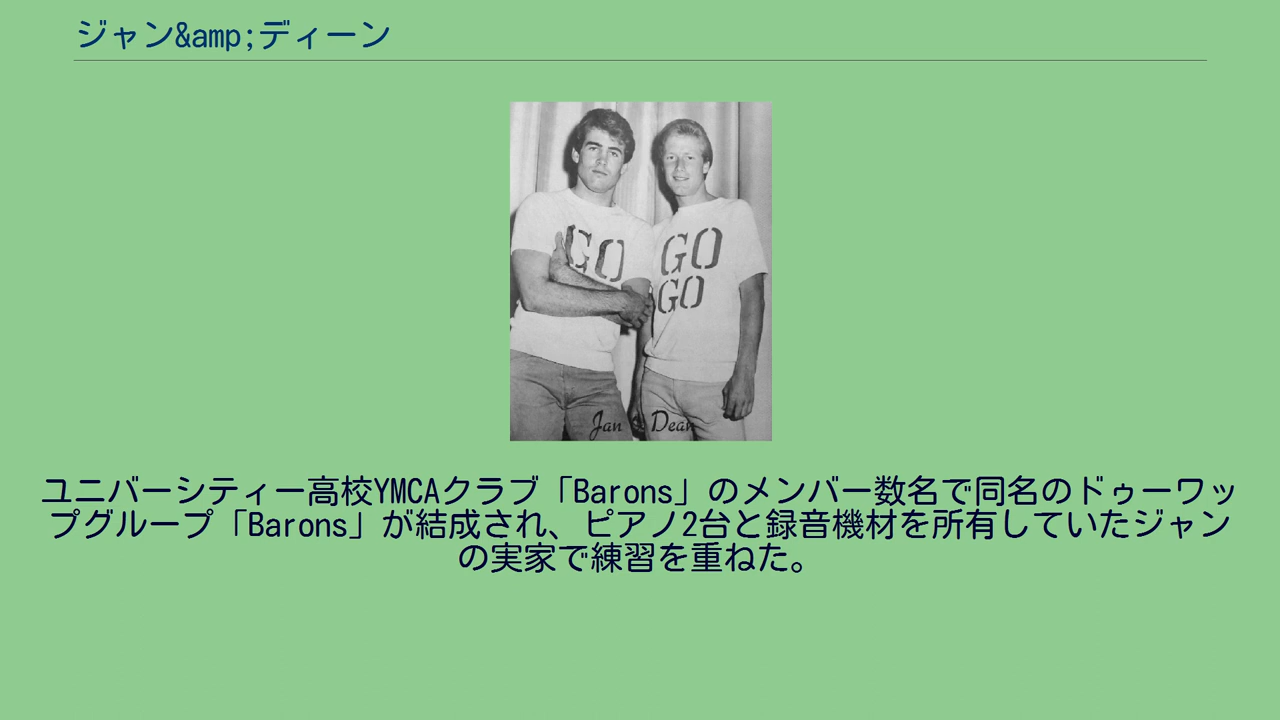 ジャン&amp;ディーン
GO GO
GO
Jan & Dean
ユニバーシティー高校YMCAクラブ「Barons」のメンバー数名で同名のドゥーワッ
プグループ「Barons」が結成され、ピアノ2台と録音機材を所有していたジャン
の実家で練習を重ねた。